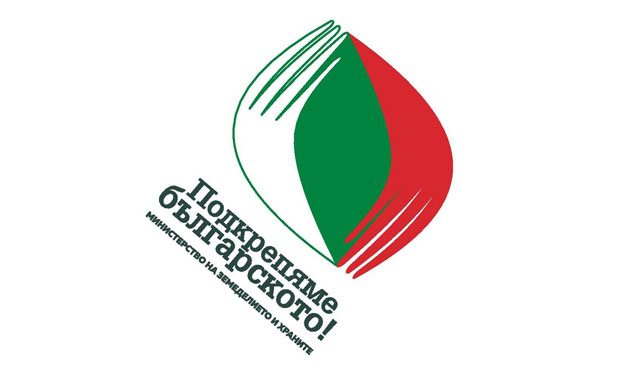 Подкрепяме
българското!
МИНИСТЕРСТВО НА ЗЕМЕДЕЛИЕТО И ХРАНИТЕ